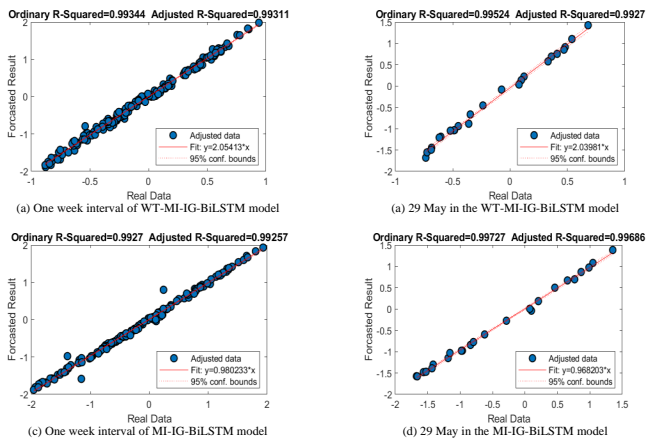 Ordinary R-Squared=0.99344 Adjusted R-Squared=0.99311
2
1
0
-1
-2
Forcasted Result
Adjusted data
Fit: y=2.05413*x
95% conf. bounds
-1 -0.5 0 0.5 1
Real Data
(a) One week interval of WT-MI-IG-BiLSTM model
Ordinary R-Squared=0.99524 Adjusted R-Squared=0.9927
1.5
1
0.5
0
-0.5
-1
-1.5
-2
Forcasted Result
Adjusted data
Fit: y=2.03981*x
95% conf. bounds
-1 -0.5 0 0.5 1
Real Data
(a) 29 May in the WT-MI-IG-BiLSTM model
Ordinary R-Squared=0.9927 Adjusted R-Squared=0.99257
2
1
0
-1
-2
Forcasted Result
Adjusted data
Fit: y=0.980233*x
95% conf. bounds
-2 -1 0 1 2
Real Data
(c) One week interval of MI-IG-BiLSTM model
Ordinary R-Squared=0.99727 Adjusted R-Squared=0.99686
1.5
1
0.5
0
-0.5
-1
-1.5
-2
Forcasted Result
Adjusted data
Fit: y=0.968203*x
95% conf. bounds
-2 -1.5 -1 -0.5 0 0.5 1 1.5
Real Data
(d) 29 May in the MI-IG-BiLSTM model